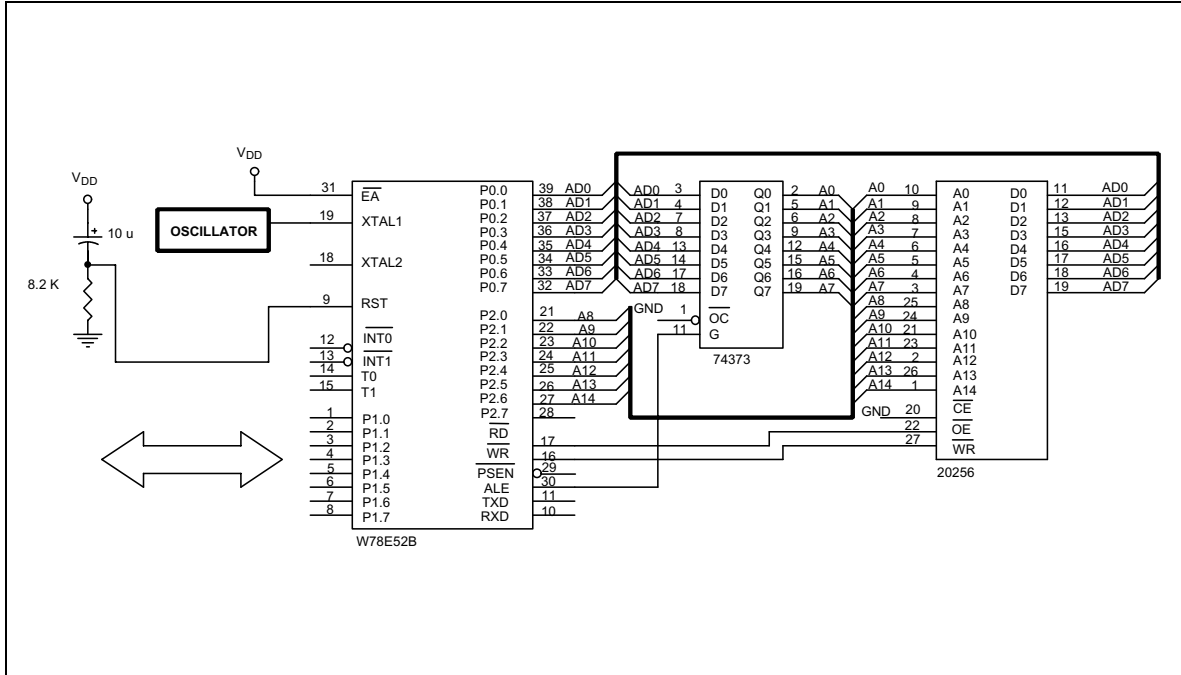 VDD
10 u
8.2 K
VDD
OSCILLATOR
31 EA
19 XTAL1
18 XTAL2
9 RST
12 INT0
13 INT1
14 T0
15 T1
1 P1.0
2 P1.1
3 P1.2
4 P1.3
5 P1.4
6 P1.5
7 P1.6
8 P1.7
P0.0 39 AD0
P0.1 38 AD1
P0.2 37 AD2
P0.3 36 AD3
P0.4 35 AD4
P0.5 34 AD5
P0.6 33 AD6
P0.7 32 AD7
P2.0 21 A8
P2.1 22 A9
P2.2 23 A10
P2.3 24 A11
P2.4 25 A12
P2.5 26 A13
P2.6 27 A14
P2.7 28
RD 17
WR 16
PSEN 29
ALE 30
TXD 11
RXD 10
W78E52B
AD0 3 D0 Q0 2 A0
AD1 4 D1 Q1 5 A1
AD2 7 D2 Q2 6 A2
AD3 8 D3 Q3 9 A3
AD4 13 D4 Q4 12 A4
AD5 14 D5 Q5 15 A5
AD6 17 D6 Q6 16 A6
AD7 18 D7 Q7 19 A7
GND 1 OC
11 G
74373
A0 10 A0 D0 11 AD0
A1 9 A1 D1 12 AD1
A2 8 A2 D2 13 AD2
A3 7 A3 D3 15 AD3
A4 6 A4 D4 16 AD4
A5 5 A5 D5 17 AD5
A6 4 A6 D6 18 AD6
A7 3 A7 D7 19 AD7
A8 25 A8
A9 24 A9
A10 21 A10
A11 23 A11
A12 2 A12
A13 26 A13
A14 1 A14
GND 20 CE
22 OE
27 WR
20256